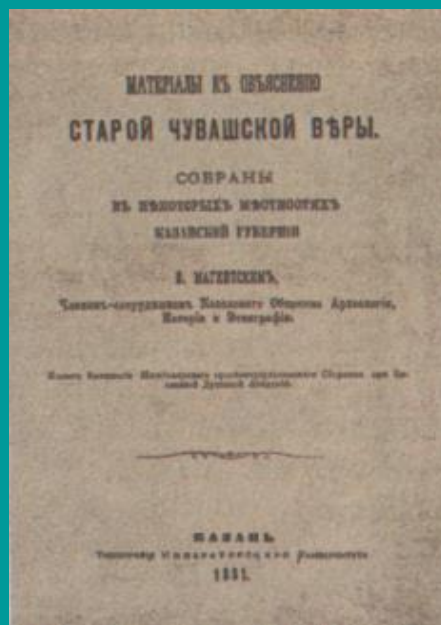 МАТЕРІАЛЫ КЪ ОБЪЯСНЕНІЮ
СТАРОЙ ЧУВАШСКОЙ ВѢРЫ.
СОБРАНЫ
ВЪ НѢКОТОРЫХЪ МѢСТНОСТЯХЪ
КАЗАНСКОЙ ГУБЕРНІИ
В. МАГНИТСКИМЪ,
Членомъ-сотрудникомъ Казанскаго Общества Археологіи,
Исторіи и Этнографіи.
КАЗАНЬ.
Типографія ИМПЕРАТОРСКАГО Университета
1881.